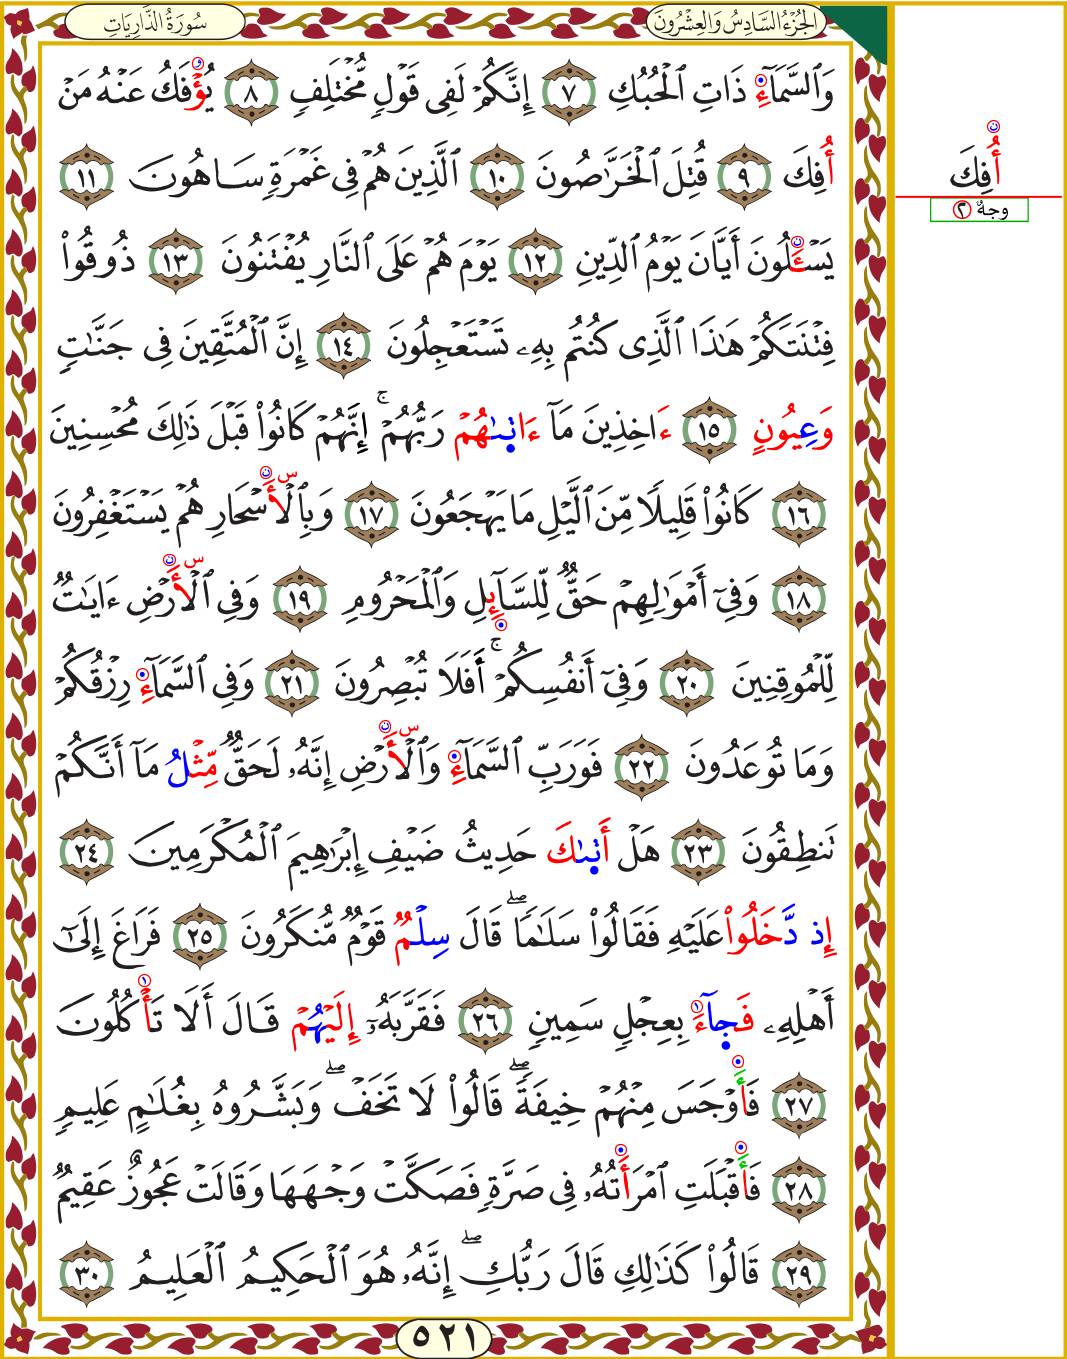 سُورَةُ الذَّارِيَاتِ
الجُزْءُ السَّادِسُ وَالعِشْرُونَ
وَٱلسَّمَآءِ ذَاتِ ٱلْحُبُكِ ٧ إِنَّكُمْ لَفِى قَوْلٍ مُّخْتَلِفٍ ٨ يُؤْفَكُ عَنْهُ مَنْ
أُفِكَ ٩ قُتِلَ ٱلْخَرَّٰصُونَ ١٠ ٱلَّذِينَ هُمْ فِى غَمْرَةٍ سَاهُونَ ١١
يَسْـَٔلُونَ أَيَّانَ يَوْمُ ٱلدِّينِ ١٢ يَوْمَ هُمْ عَلَى ٱلنَّارِ يُفْتَنُونَ ١٣ ذُوقُوا۟
فِتْنَتَكُمْ هَٰذَا ٱلَّذِى كُنتُم بِهِۦ تَسْتَعْجِلُونَ ١٤ إِنَّ ٱلْمُتَّقِينَ فِى جَنَّٰتٍ
وَعِيُونٍ ١٥ ءَاخِذِينَ مَآ ءَاتٜىٰهُمْ رَبُّهُمْ ۚ إِنَّهُمْ كَانُوا۟ قَبْلَ ذَٰلِكَ مُحْسِنِينَ
١٦ كَانُوا۟ قَلِيلًا مِّنَ ٱلَّيْلِ مَا يَهْجَعُونَ ١٧ وَبِٱلْأَسْحَارِ هُمْ يَسْتَغْفِرُونَ
١٨ وَفِىٓ أَمْوَٰلِهِمْ حَقٌّ لِّلسَّآئِلِ وَٱلْمَحْرُومِ ١٩ وَفِى ٱلْأَرْضِ ءَايَٰتٌ
لِّلْمُوقِنِينَ ٢٠ وَفِىٓ أَنفُسِكُمْ ۚ أَفَلَا تُبْصِرُونَ ٢١ وَفِى ٱلسَّمَآءِ رِزْقُكُمْ
وَمَا تُوعَدُونَ ٢٢ فَوَرَبِّ ٱلسَّمَآءِ وَٱلْأَرْضِ إِنَّهُۥ لَحَقٌّ مِّثْلُ مَآ أَنَّكُمْ
تَنطِقُونَ ٢٣ هَلْ أَتٜىٰكَ حَدِيثُ ضَيْفِ إِبْرَٰهِيمَ ٱلْمُكْرَمِينَ ٢٤
إِذ دَّخَلُوا۟ عَلَيْهِ فَقَالُوا۟ سَلَٰمًا ۖ قَالَ سِلْمٌ قَوْمٌ مُّنكَرُونَ ٢٥ فَرَاغَ إِلَىٰٓ
أَهْلِهِۦ فَجٜآءَ بِعِجْلٍ سَمِينٍ ٢٦ فَقَرَّبَهُۥٓ إِلَيْهُمْ قَالَ أَلَا تَأْكُلُونَ
٢٧ فَأَوْجَسَ مِنْهُمْ خِيفَةً ۖ قَالُوا۟ لَا تَخَفْ ۖ وَبَشَّرُوهُ بِغُلَٰمٍ عَلِيمٍ
٢٨ فَأَقْبَلَتِ ٱمْرَأَتُهُۥ فِى صَرَّةٍ فَصَكَّتْ وَجْهَهَا وَقَالَتْ عَجُوزٌ عَقِيمٌ
٢٩ قَالُوا۟ كَذَٰلِكِ قَالَ رَبُّكِ ۖ إِنَّهُۥ هُوَ ٱلْحَكِيمُ ٱلْعَلِيمُ ٣٠
٥٢١
أُفِكَ
وجهٌ ٢